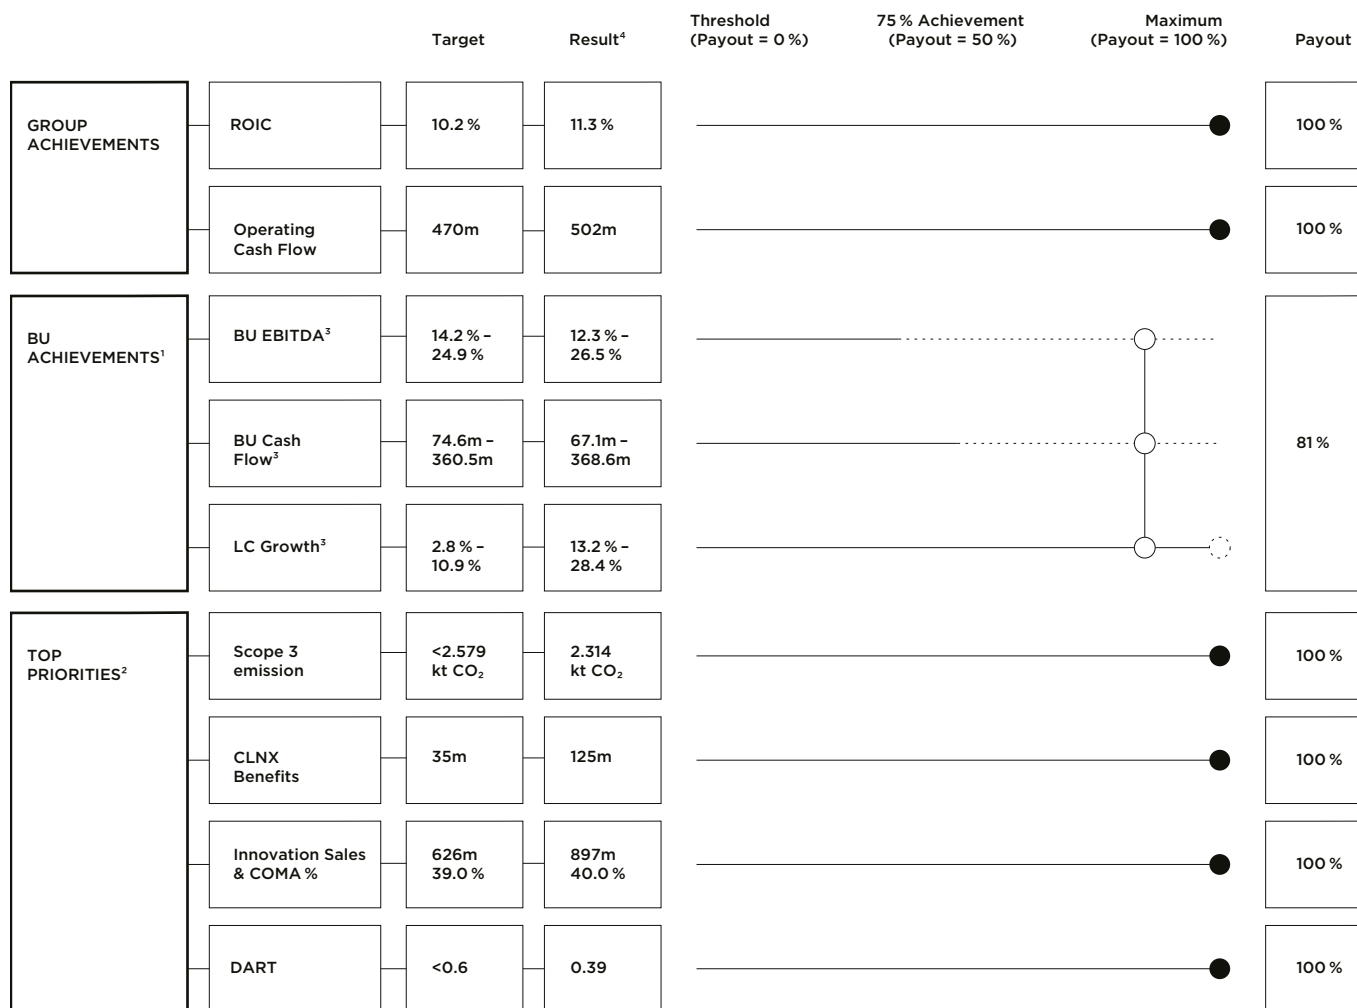 Threshold
(Payout = 0 %)
75 % Achievement
(Payout = 50 %)
Maximum
(Payout = 100 %)
Target
Result⁴
Payout
GROUP
ACHIEVEMENTS
ROIC
10.2 %
11.3 %
100 %
Operating
Cash Flow
470m
502m
100 %
BU
ACHIEVEMENTS¹
BU EBITDA³
14.2 % –
24.9 %
12.3 % –
26.5 %
BU Cash
Flow³
74.6m –
360.5m
67.1m –
368.6m
81 %
LC Growth³
2.8 % –
10.9 %
13.2 % –
28.4 %
TOP
PRIORITIES²
Scope 3
emission
<2.579
kt CO₂
2.314
kt CO₂
100 %
CLNX
Benefits
35m
125m
100 %
Innovation Sales
& COMA %
626m
39.0 %
897m
40.0 %
100 %
DART
<0.6
0.39
100 %